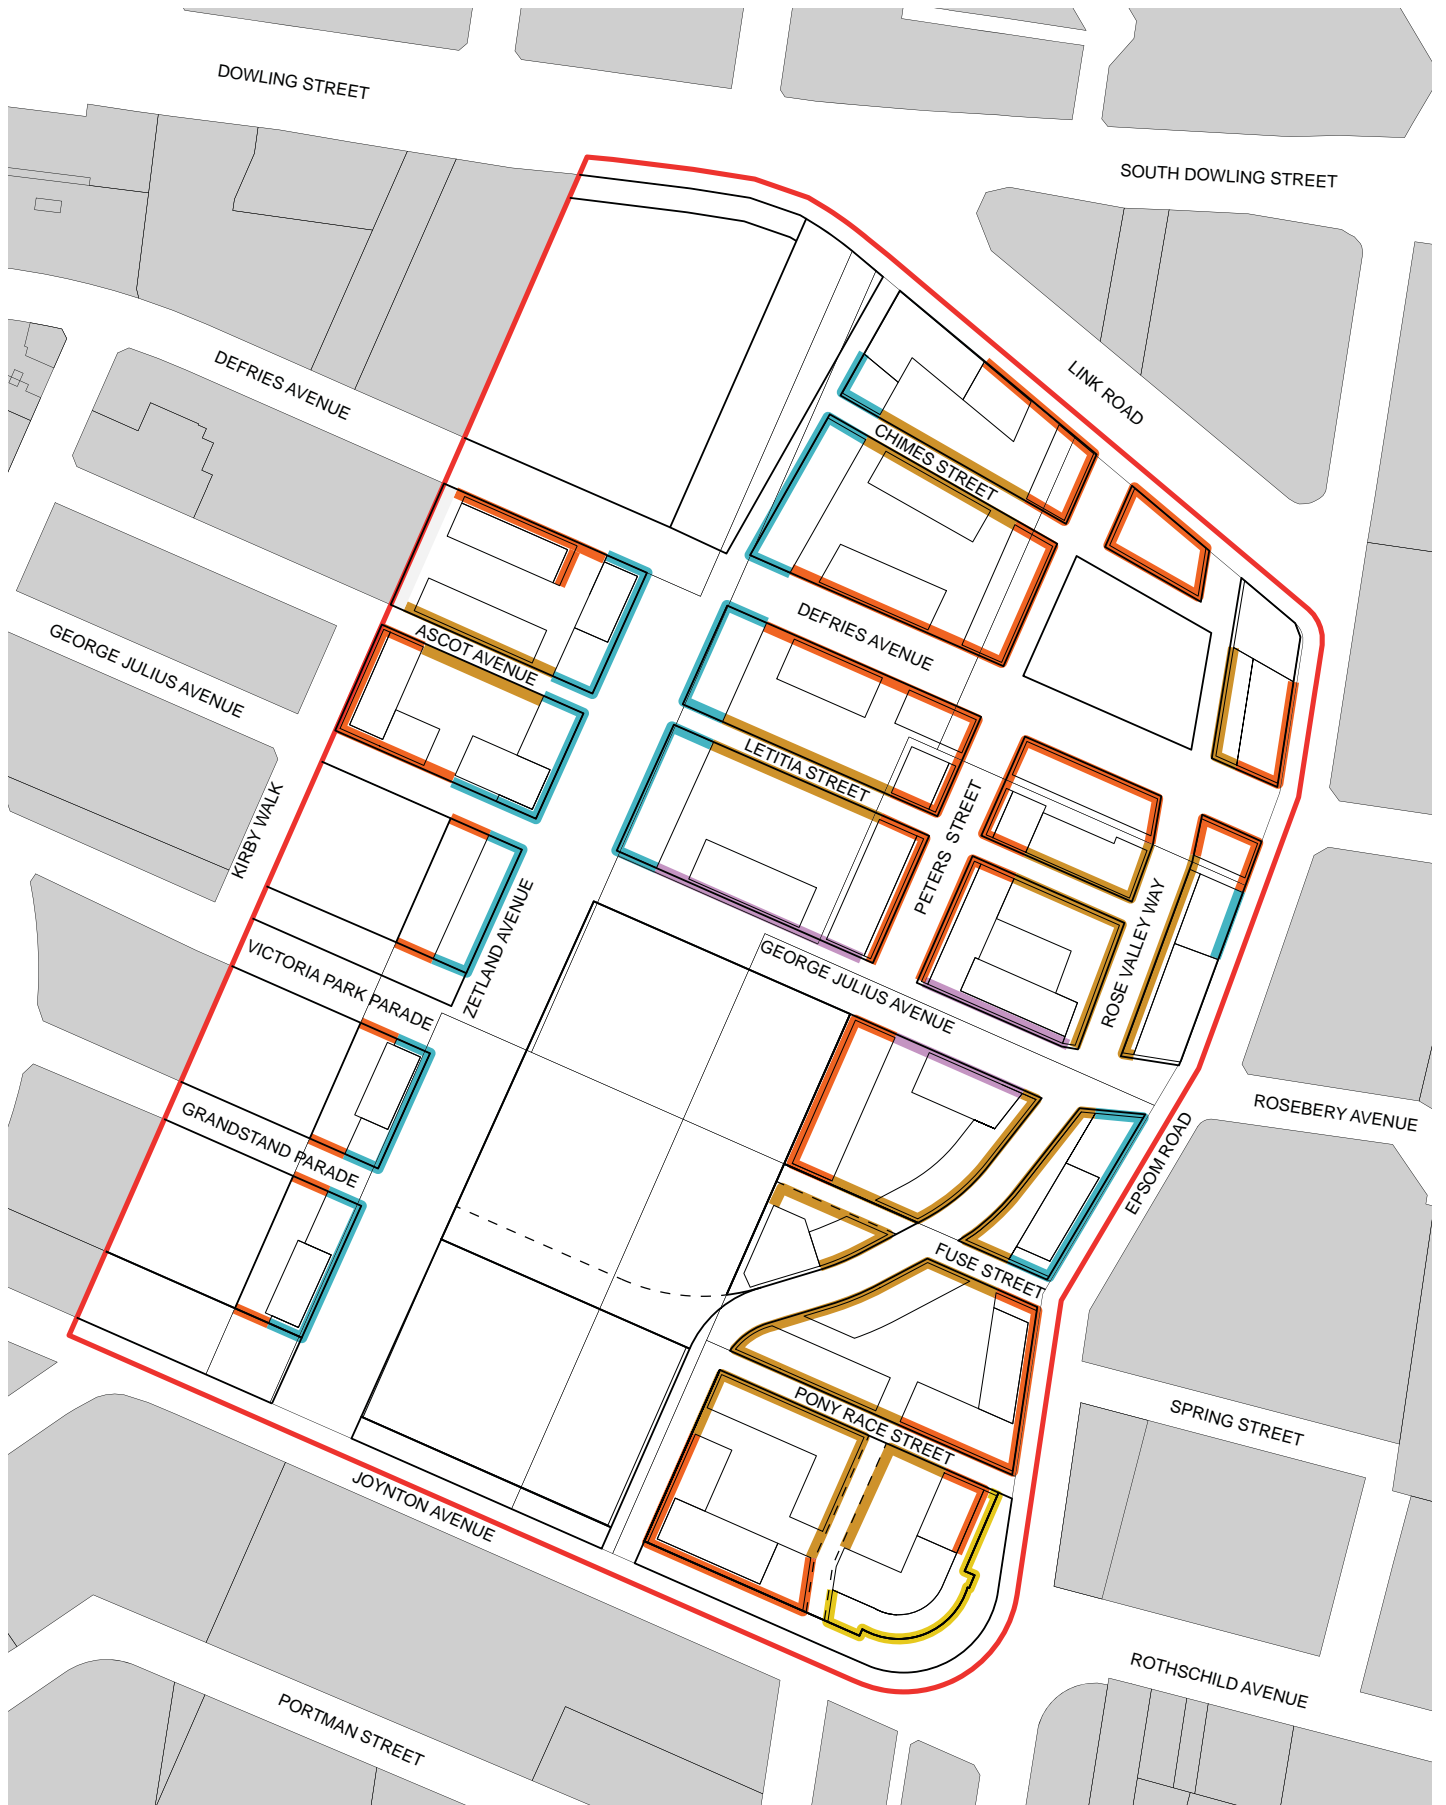 DOWLING STREET
SOUTH DOWLING STREET
DEFRIES AVENUE
LINK ROAD
CHIMES STREET
GEORGE JULIUS AVENUE
ASCOT AVENUE
DEFRIES AVENUE
LETITIA STREET
KIRBY WALK
PETERS STREET
ZETLAND AVENUE
ROSE VALLEY WAY
VICTORIA PARK PARADE
GEORGE JULIUS AVENUE
GRANDSTAND PARADE
ROSEBERY AVENUE
EPSOM ROAD
FUSE STREET
PONY RACE STREET
SPRING STREET
JOYNTON AVENUE
ROTHSCHILD AVENUE
PORTMAN STREET